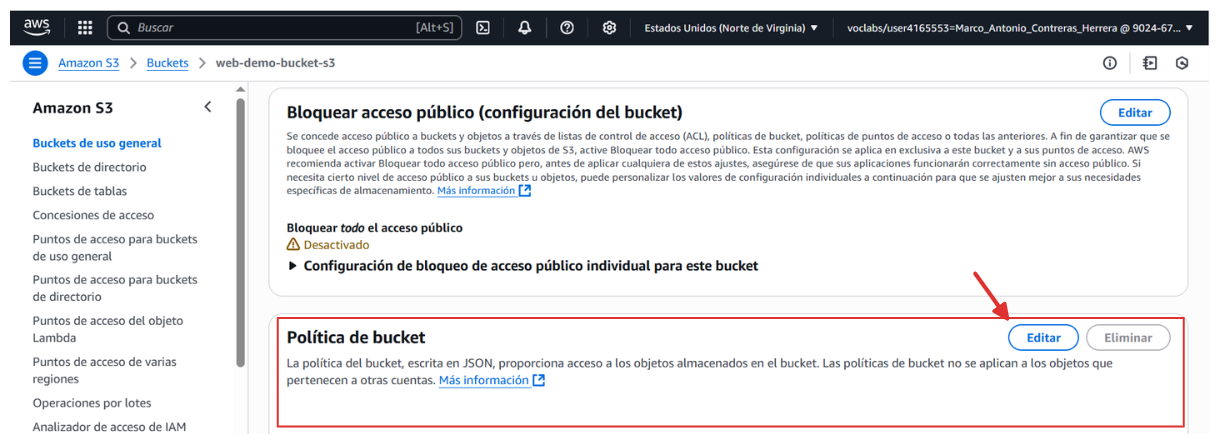 aws
Buscar
[Alt+S]
Estados Unidos (Norte de Virginia) ▼
voclabs/user4165553=Marco_Antonio_Contreras_Herrera @ 9024-67... ▼
Amazon S3 > Buckets > web-demo-bucket-s3
Amazon S3
Buckets de uso general
Buckets de directorio
Buckets de tablas
Concesiones de acceso
Puntos de acceso para buckets
de uso general
Puntos de acceso para buckets
de directorio
Puntos de acceso del objeto
Lambda
Puntos de acceso de varias
regiones
Operaciones por lotes
Analizador de acceso de IAM
Bloquear acceso público (configuración del bucket)
Editar
Se concede acceso público a buckets y objetos a través de listas de control de acceso (ACL), políticas de bucket, políticas de puntos de acceso o todas las anteriores. A fin de garantizar que se
bloquee el acceso público a todos sus buckets y objetos de S3, active Bloquear todo acceso público. Esta configuración se aplica en exclusiva a este bucket y a sus puntos de acceso. AWS
recomienda activar Bloquear todo acceso público pero, antes de aplicar cualquiera de estos ajustes, asegúrese de que sus aplicaciones funcionarán correctamente sin acceso público. Si
necesita cierto nivel de acceso público a sus buckets u objetos, puede personalizar los valores de configuración individuales a continuación para que se ajusten mejor a sus necesidades
específicas de almacenamiento. Más información
Bloquear todo el acceso público
Desactivado
Configuración de bloqueo de acceso público individual para este bucket
Política de bucket
Editar
Eliminar
La política del bucket, escrita en JSON, proporciona acceso a los objetos almacenados en el bucket. Las políticas de bucket no se aplican a los objetos que
pertenecen a otras cuentas. Más información